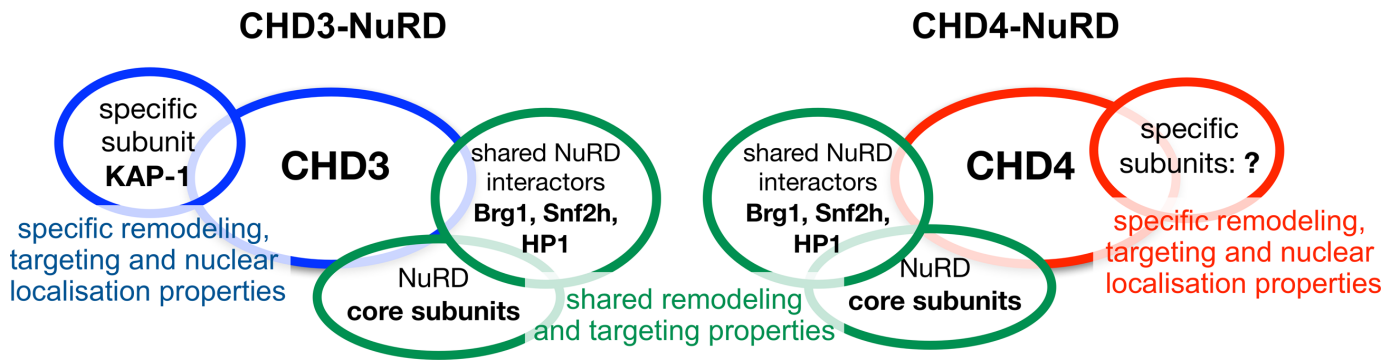 CHD3-NuRD
specific
subunit
KAP-1
CHD3
shared NuRD
interactors
Brg1, Snf2h,
HP1
specific remodeling,
targeting and nuclear
localisation properties
NuRD
core subunits
shared remodeling
and targeting properties
CHD4-NuRD
shared NuRD
interactors
Brg1, Snf2h,
HP1
CHD4
specific
subunits: ?
NuRD
core subunits
specific remodeling,
targeting and nuclear
localisation properties